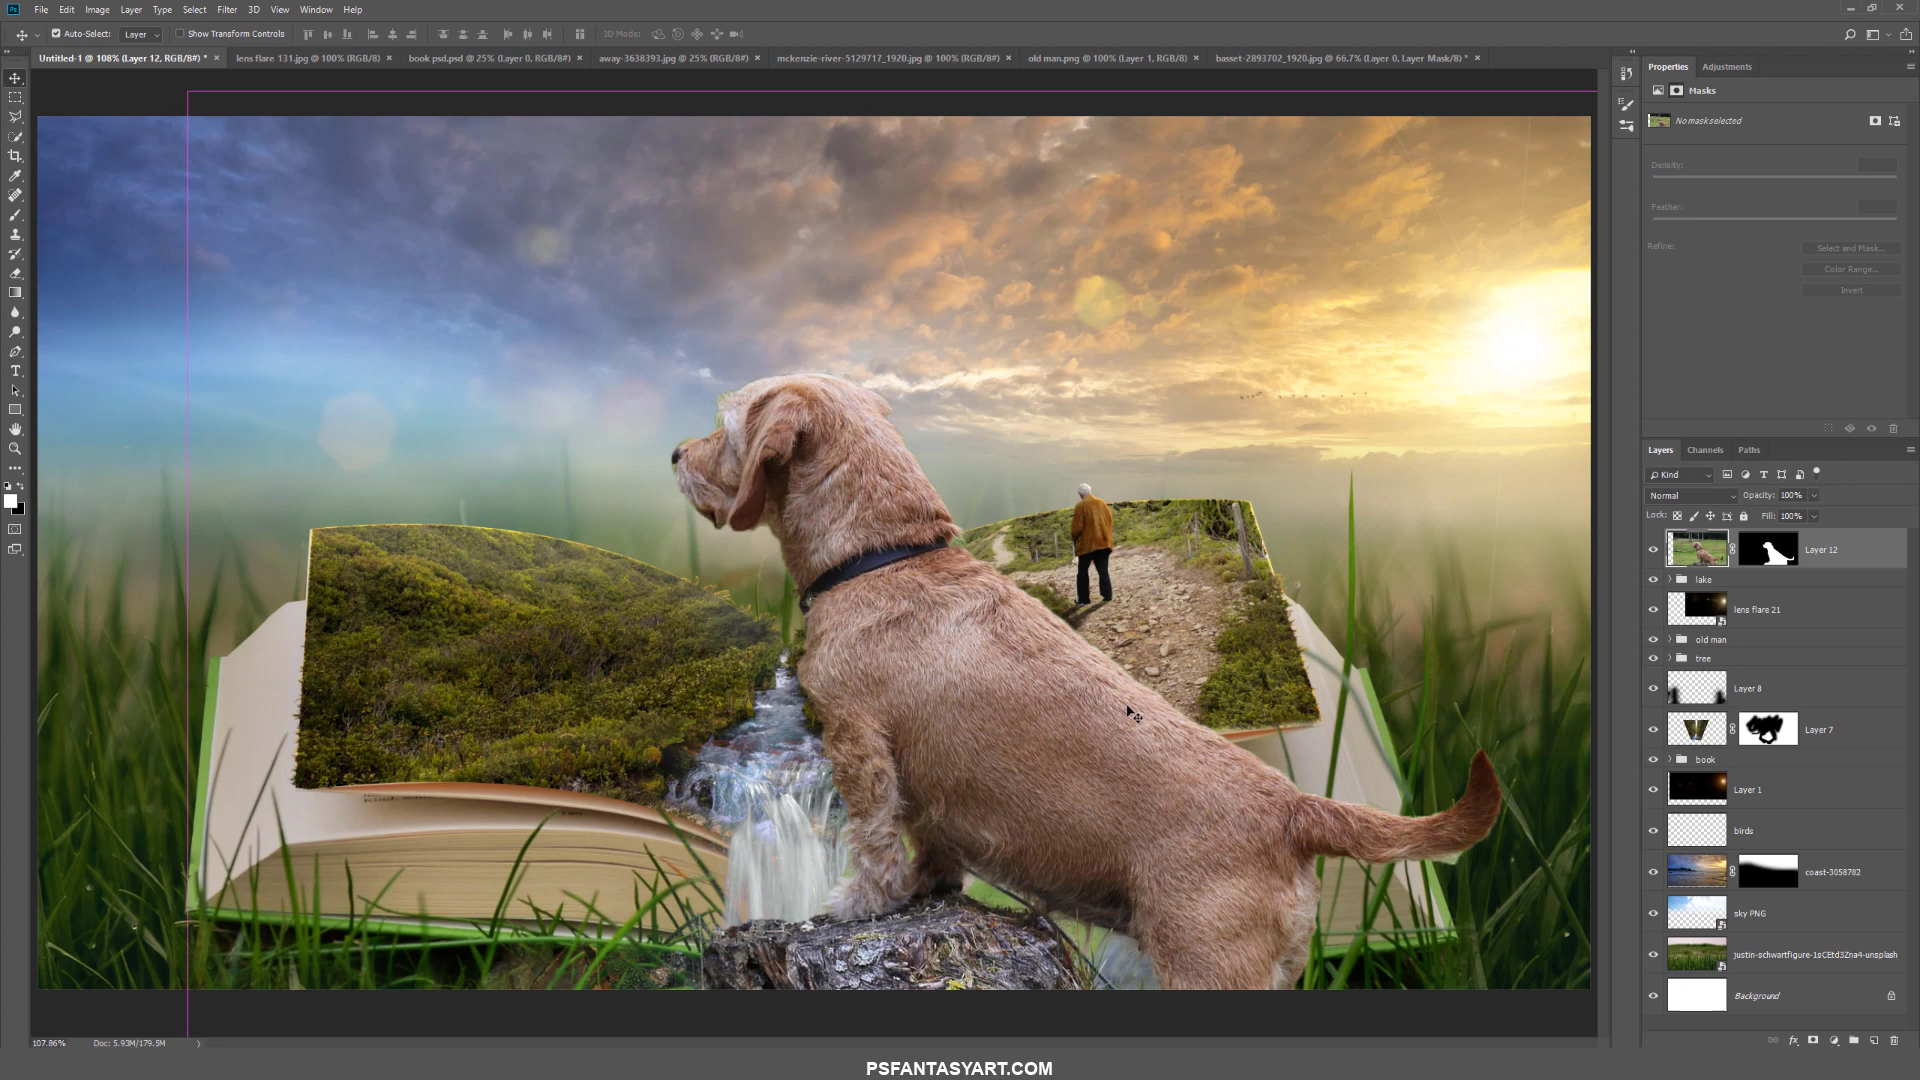 Ps File Edit Image Layer Type Select Filter 3D View Window Help
Auto-Select: Layer Show Transform Controls 3D Mode:
Untitled-1 @ 108% (Layer 12, RGB/8#) * × lens flare 131.jpg @ 100% (RGB/8) × book psd.psd @ 25% (Layer 0, RGB/8#) × away-3638393.jpg @ 25% (RGB/8#) × mckenzie-river-5129717_1920.jpg @ 100% (RGB/8#) × old man.png @ 100% (Layer 1, RGB/8) × basset-2893702_1920.jpg @ 66.7% (Layer 0, Layer Mask/8) * ×
Properties Adjustments
Masks
No mask selected
Density:
Feather:
Refine: Select and Mask...
Color Range...
Invert
Layers Channels Paths
Kind
Normal Opacity: 100%
Lock: Fill: 100%
Layer 12
lake
lens flare 21
old man
tree
Layer 8
Layer 7
book
Layer 1
birds
coast-3058782
sky PNG
justin-schwartfigure-1sCEtd3Zna4-unsplash
Background
107.86% Doc: 5.93M/179.5M
PSFANTASYART.COM